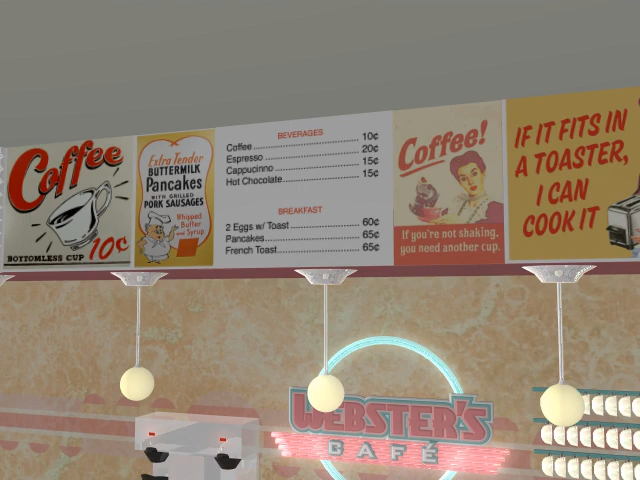 Coffee
10¢
BOTTOMLESS CUP
Extra Tender
BUTTERMILK
Pancakes
WITH GRILLED
PORK SAUSAGES
Whipped
Butter
and Syrup
BEVERAGES
Coffee 10¢
Espresso 20¢
Cappucinno 15¢
Hot Chocolate 15¢
BREAKFAST
2 Eggs w/ Toast 60¢
Pancakes 65¢
French Toast 65¢
Coffee!
If you're not shaking,
you need another cup.
IF IT FITS IN
A TOASTER,
I CAN
COOK IT
WEBSTER'S
CAFÉ